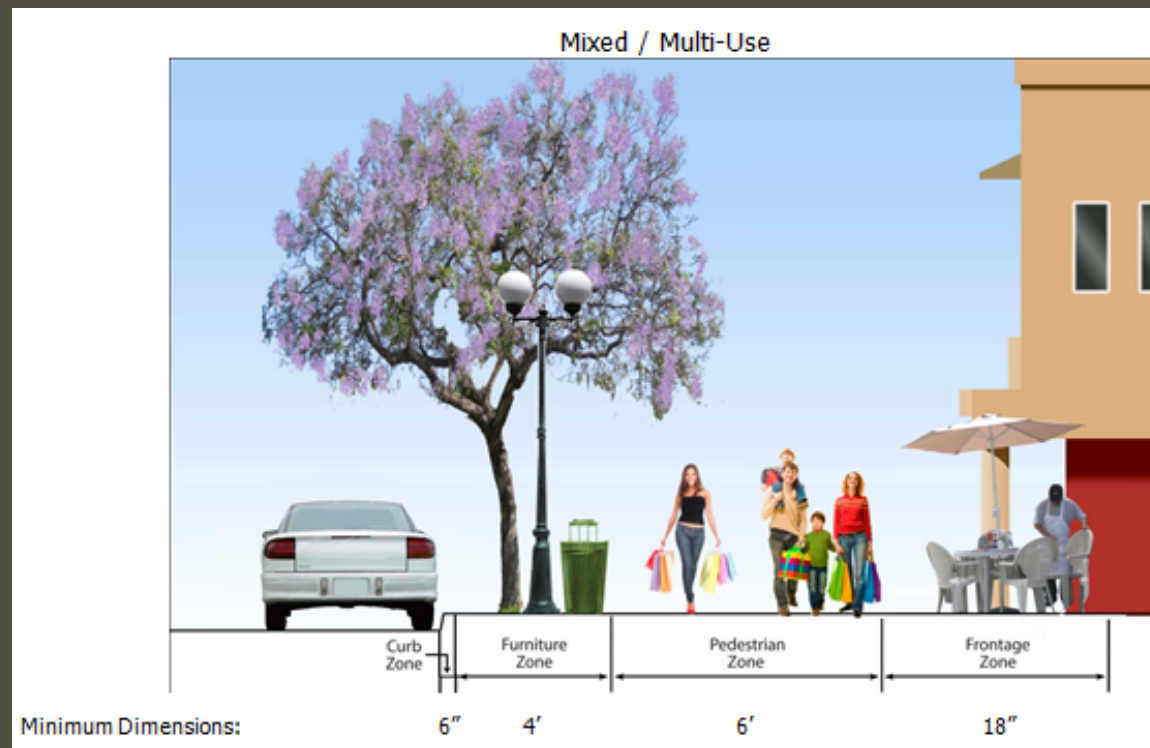 Mixed / Multi-Use
Curb
Zone
Furniture
Zone
Pedestrian
Zone
Frontage
Zone
Minimum Dimensions: 6" 4' 6' 18"